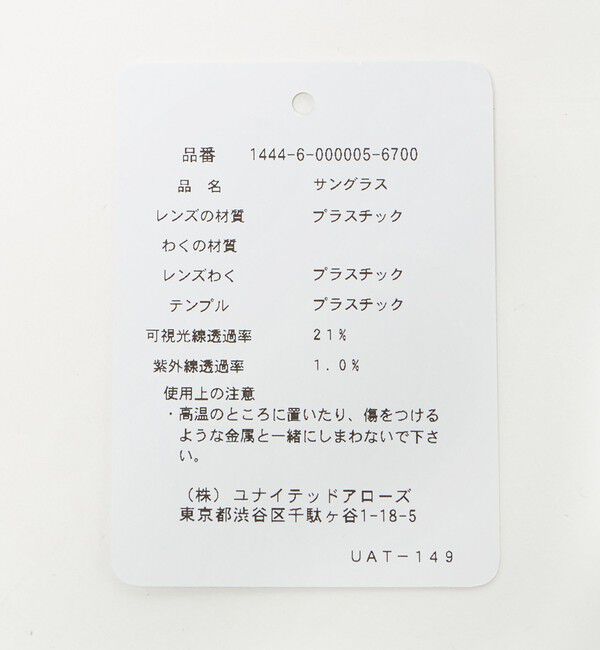 品番 1444-6-000005-6700
品 名 サングラス
レンズの材質 プラスチック
わくの材質
レンズわく プラスチック
テンプル プラスチック
可視光線透過率 21%
紫外線透過率 1.0%
使用上の注意
・高温のところに置いたり、傷をつける
ような金属と一緒にしまわないで下さ
い。
（株）ユナイテッドアローズ
東京都渋谷区千駄ヶ谷1-18-5
UAT-149